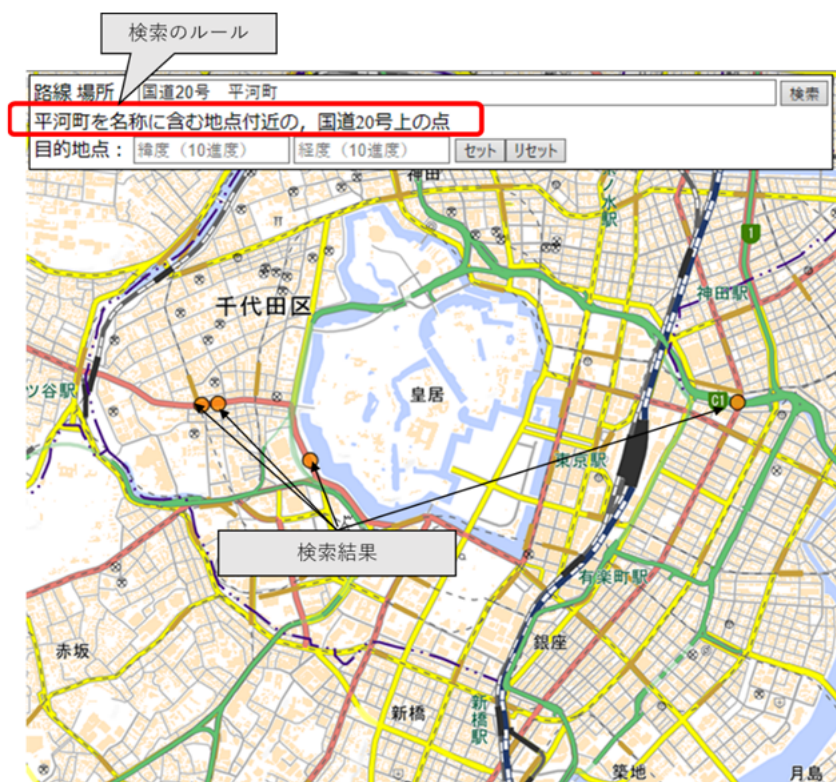 検索のルール
路線 場所
国道20号 平河町
検索
平河町を名称に含む地点付近の，国道20号上の点
目的地点：
緯度（10進度）
経度（10進度）
セット
リセット
神田
1
千代田区
神田駅
ツ谷駅
皇居
C1
東京駅
検索結果
有楽町駅
赤坂
銀座
新橋
新橋駅
築地
月島